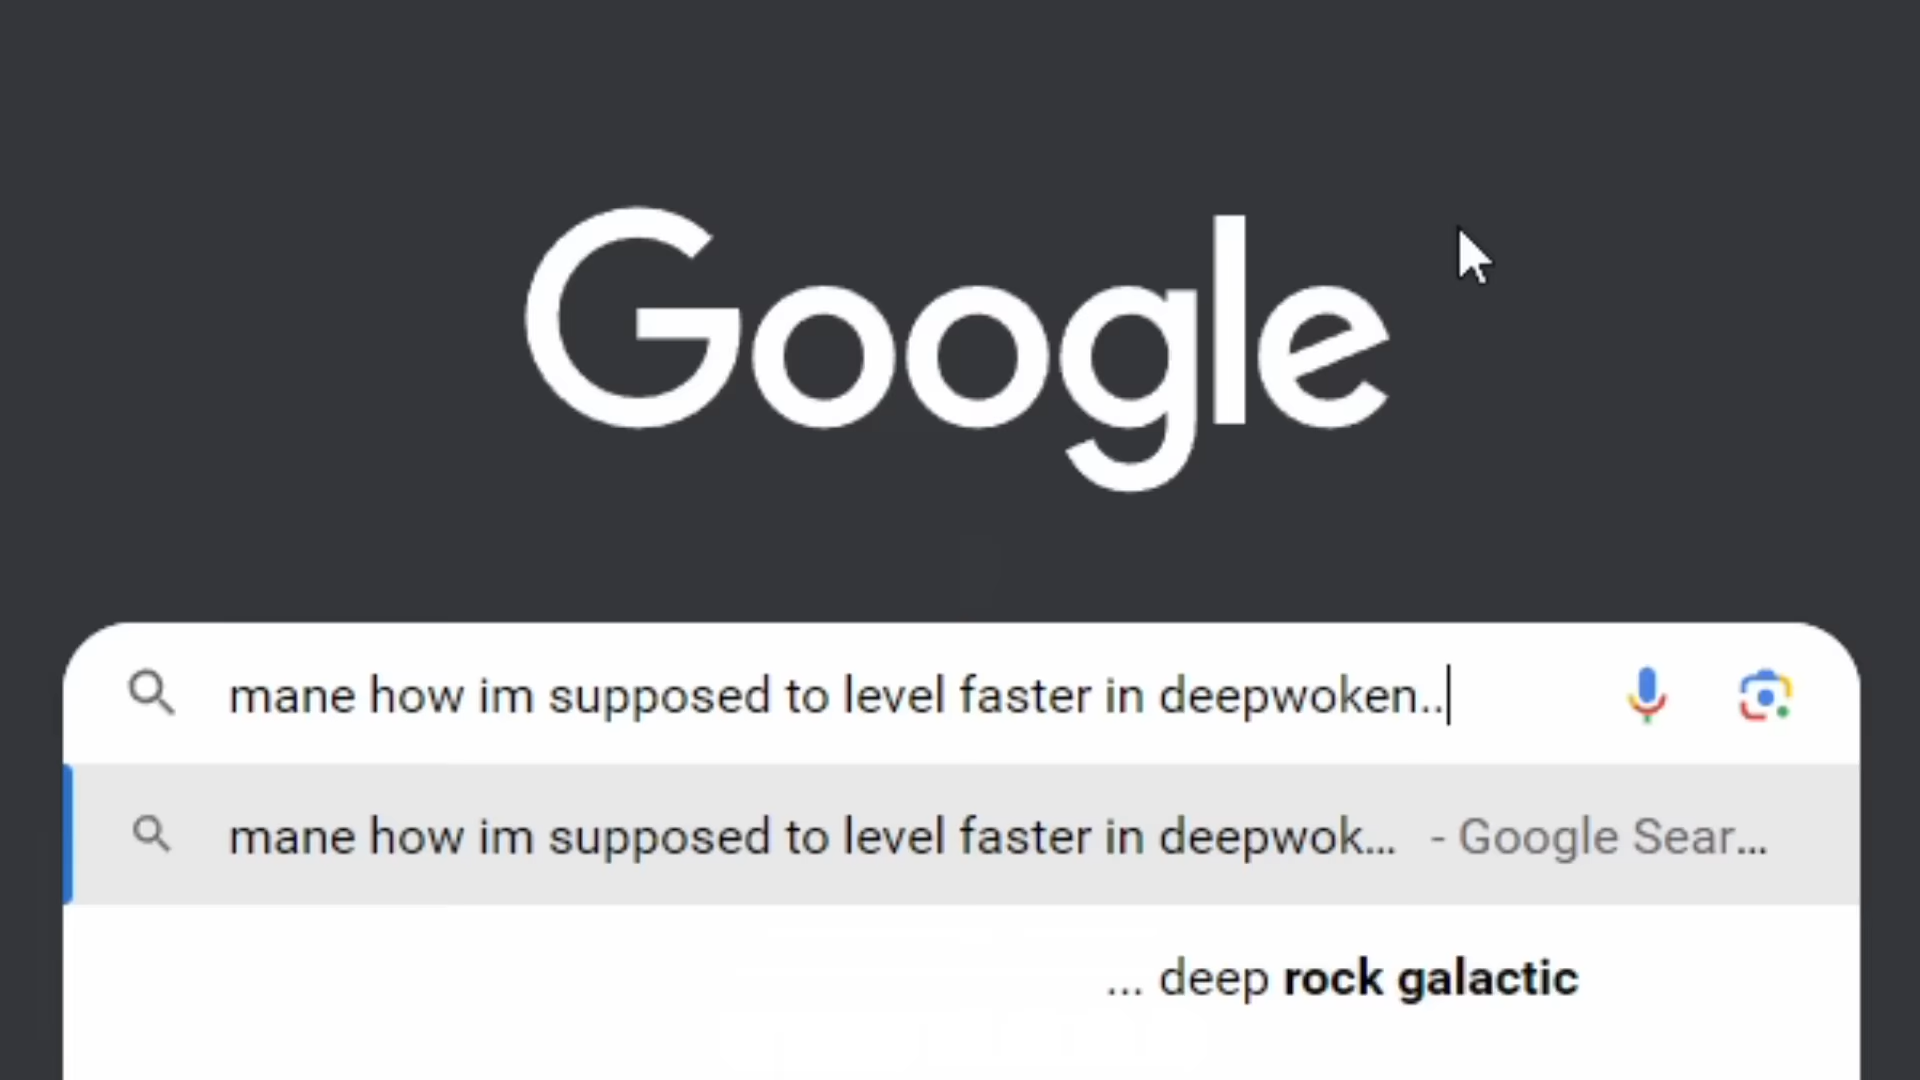 Google
mane how im supposed to level faster in deepwoken..
mane how im supposed to level faster in deepwok... - Google Sear...
... deep rock galactic